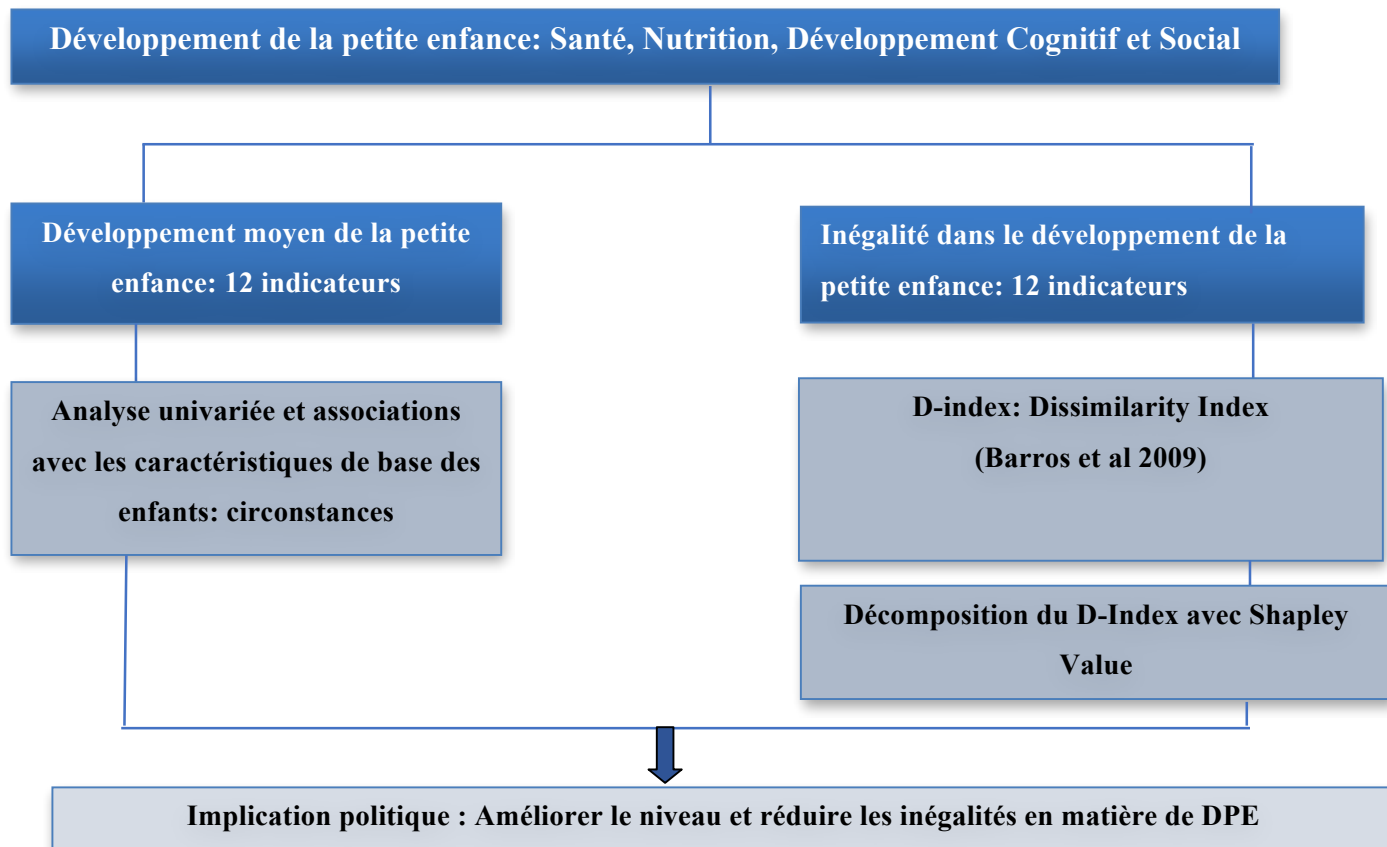 Développement de la petite enfance: Santé, Nutrition, Développement Cognitif et Social
Développement moyen de la petite
enfance: 12 indicateurs
Inégalité dans le développement de la
petite enfance: 12 indicateurs
Analyse univariée et associations
avec les caractéristiques de base des
enfants: circonstances
D-index: Dissimilarity Index
(Barros et al 2009)
Décomposition du D-Index avec Shapley
Value
Implication politique : Améliorer le niveau et réduire les inégalités en matière de DPE